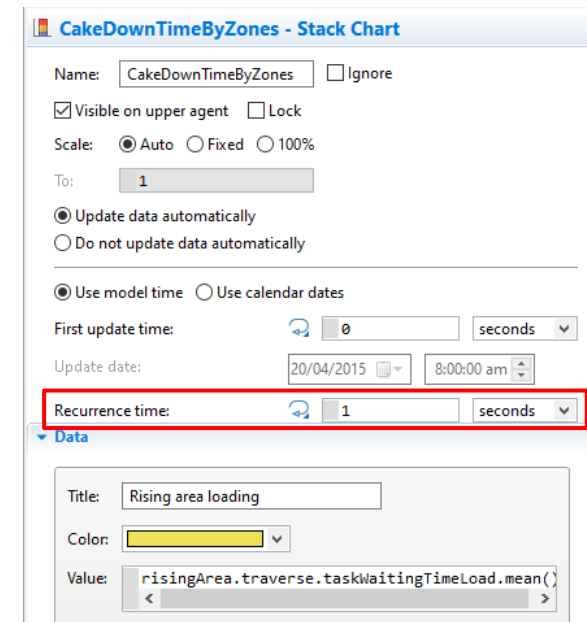 CakeDownTimeByZones - Stack Chart
Name: CakeDownTimeByZones Ignore
Visible on upper agent Lock
Scale: Auto Fixed 100%
To: 1
Update data automatically
Do not update data automatically
Use model time Use calendar dates
First update time: 0 seconds
Update date: 20/04/2015 8:00:00 am
Recurrence time: 1 seconds
Data
Title: Rising area loading
Color:
Value: risingArea.traverse.taskWaitingTimeLoad.mean()